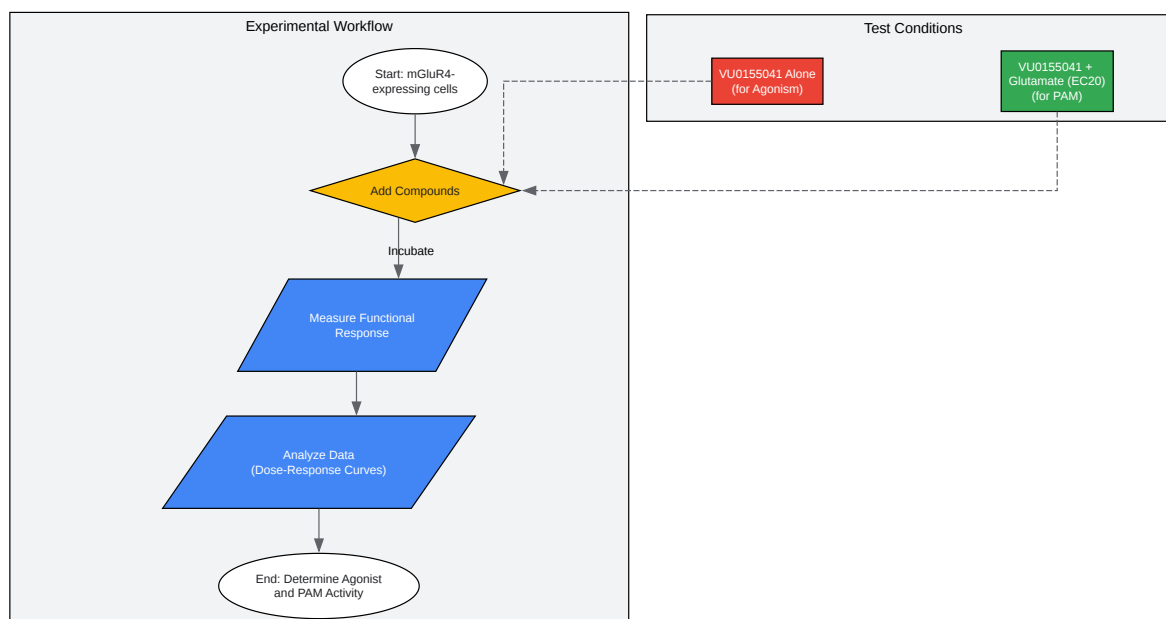 Experimental Workflow
Start: mGluR4-
expressing cells
Add Compounds
Incubate
Measure Functional
Response
Analyze Data
(Dose-Response Curves)
End: Determine Agonist
and PAM Activity
Test Conditions
VU0155041 Alone
(for Agonism)
VU0155041 +
Glutamate (EC20)
(for PAM)